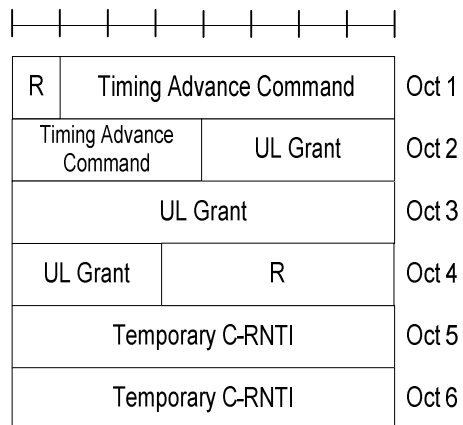 R Timing Advance Command Oct 1
Timing Advance
Command UL Grant Oct 2
UL Grant Oct 3
UL Grant R Oct 4
Temporary C-RNTI Oct 5
Temporary C-RNTI Oct 6